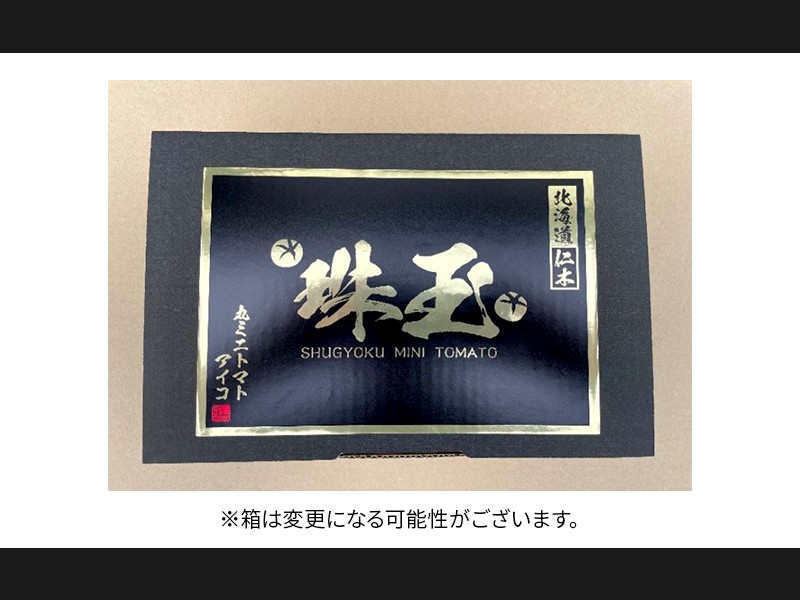 北海道
仁木
珠玉
SHUGYOKU MINI TOMATO
丸ミニトマト
アイコ
※箱は変更になる可能性がございます。